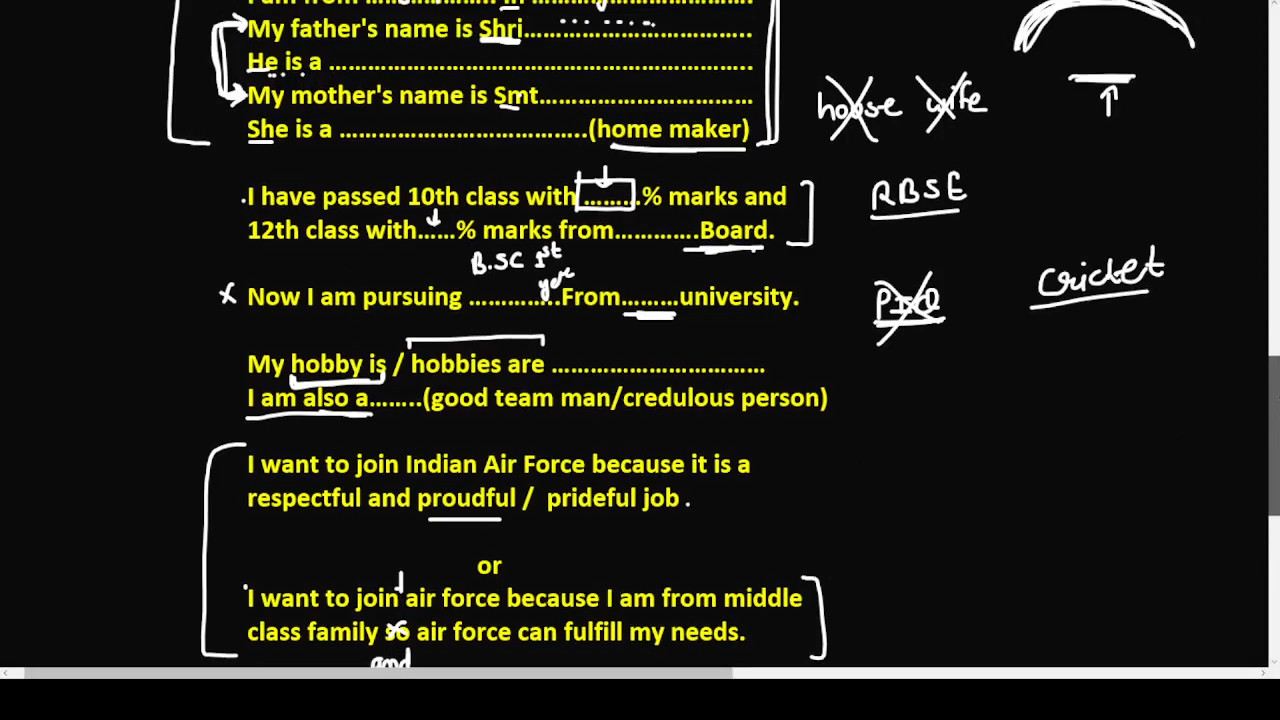 I am from ………………….. in ……………………………….
My father's name is Shri………………………………..
He is a …………………………………………………………..
My mother's name is Smt………………………………
She is a …………………………………..(home maker)
house wife
I have passed 10th class with ……….% marks and
12th class with……% marks from………….Board.
RBSE
B.SC 1st
Now I am pursuing …………….From………university.
Cricket
My hobby is / hobbies are ……………………………
I am also a……..(good team man/credulous person)
I want to join Indian Air Force because it is a
respectful and proudful / prideful job .
or
I want to join air force because I am from middle
class family so air force can fulfill my needs.
and